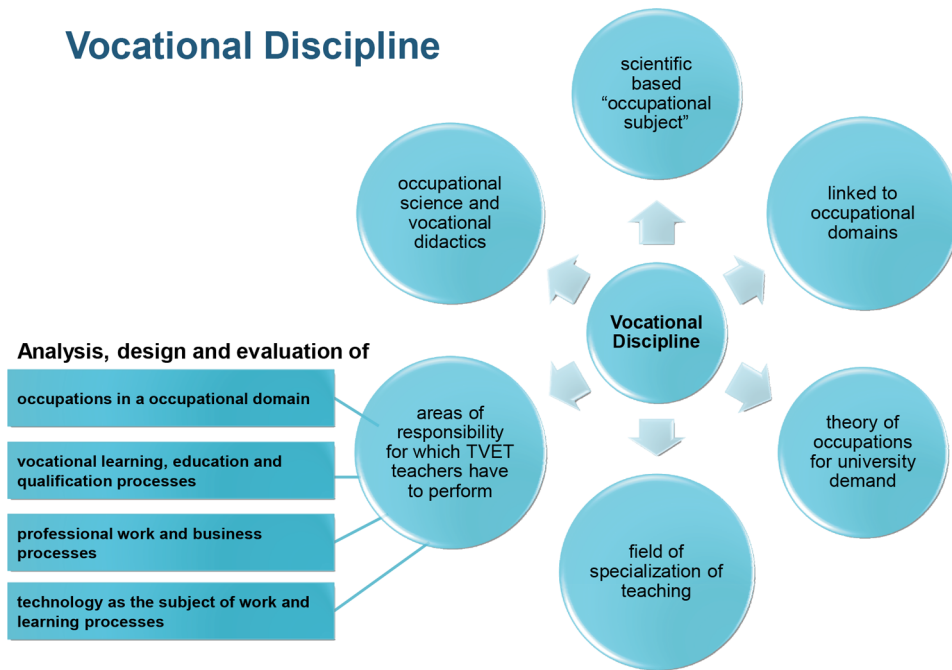 Vocational Discipline
scientific
based
“occupational
subject”
occupational
science and
vocational
didactics
linked to
occupational
domains
Vocational
Discipline
Analysis, design and evaluation of
occupations in a occupational domain
vocational learning, education and
qualification processes
professional work and business
processes
technology as the subject of work and
learning processes
areas of
responsibility
for which TVET
teachers have
to perform
theory of
occupations
for university
demand
field of
specialization of
teaching